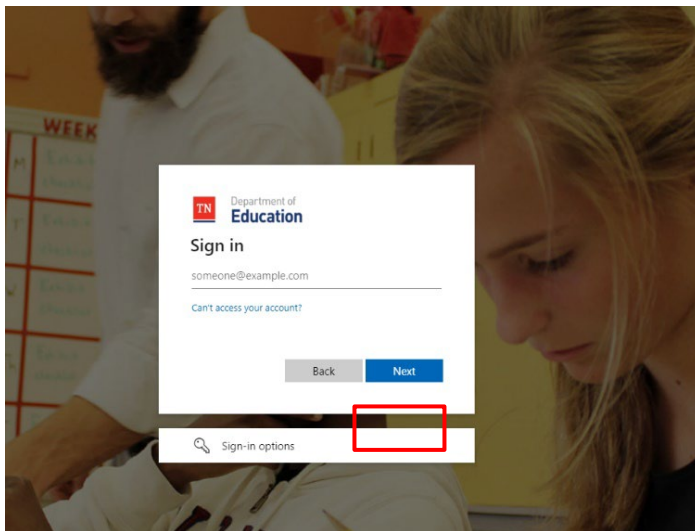 WEEK
M
TN
Department of
Education
Sign in
someone@example.com
Can't access your account?
Back
Next
Sign-in options